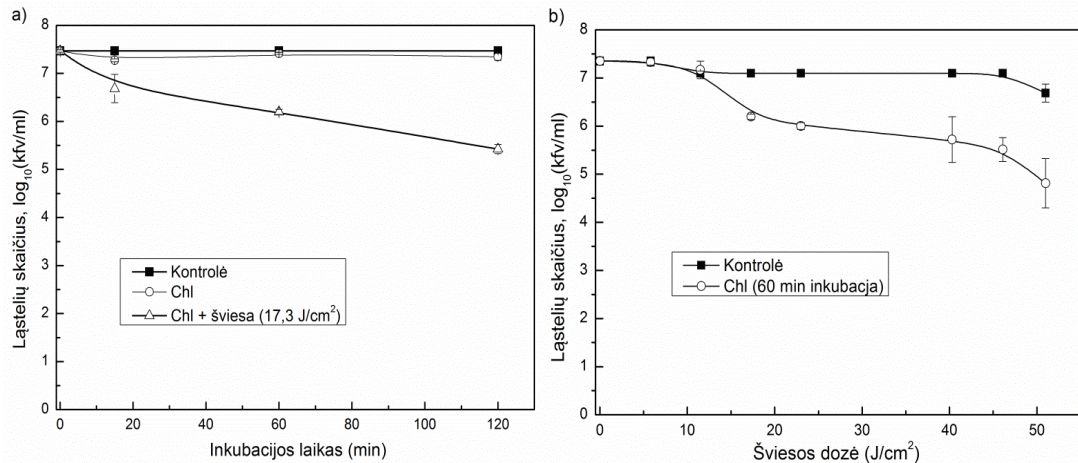 a)
Ląstelių skaičius, log10(kfv/ml)
8
7
6
5
4
3
2
1
0
Kontrolė
Chl
Chl + šviesa (17,3 J/cm²)
0 20 40 60 80 100 120
Inkubacijos laikas (min)
b)
Ląstelių skaičius, log10(kfv/ml)
8
7
6
5
4
3
2
1
0
Kontrolė
Chl (60 min inkubacja)
0 10 20 30 40 50
Šviesos dozė (J/cm²)